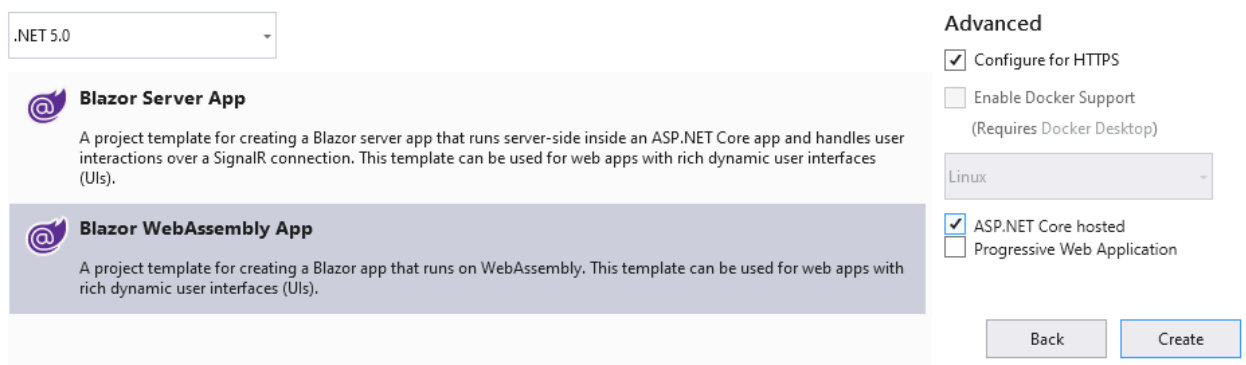 .NET 5.0
Blazor Server App
A project template for creating a Blazor server app that runs server-side inside an ASP.NET Core app and handles user
interactions over a SignalR connection. This template can be used for web apps with rich dynamic user interfaces
(UIs).
Blazor WebAssembly App
A project template for creating a Blazor app that runs on WebAssembly. This template can be used for web apps with
rich dynamic user interfaces (UIs).
Advanced
Configure for HTTPS
Enable Docker Support
(Requires Docker Desktop)
Linux
ASP.NET Core hosted
Progressive Web Application
Back
Create